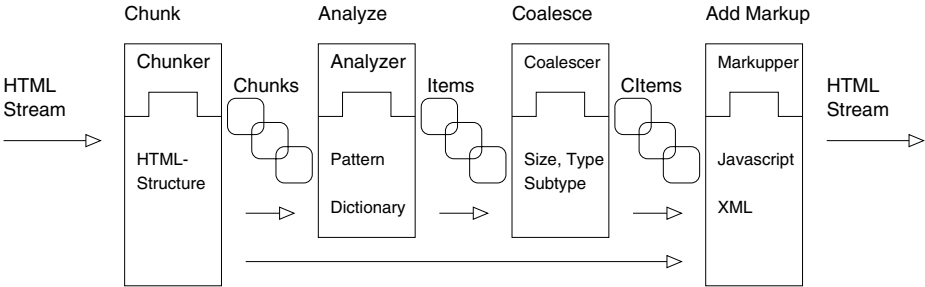 Chunk
Analyze
Coalesce
Add Markup
Chunker
Analyzer
Coalescer
Markupper
HTML
Stream
Chunks
Items
CItems
HTML
Stream
HTML-
Structure
Pattern
Dictionary
Size, Type
Subtype
Javascript
XML